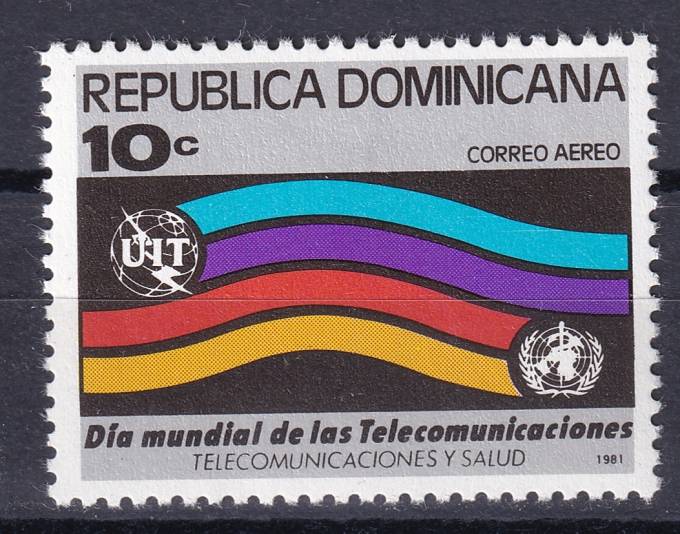 REPUBLICA DOMINICANA
10c
CORREO AEREO
UIT
Día mundial de las Telecomunicaciones
TELECOMUNICACIONES Y SALUD
1981